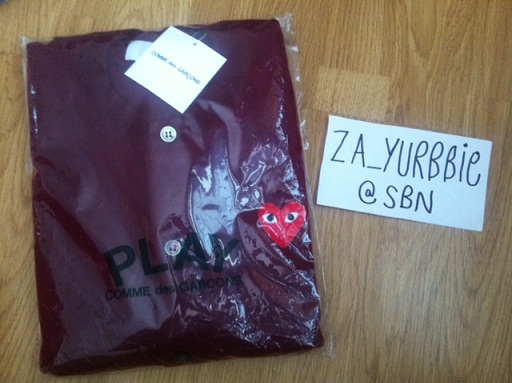 COMME des GARÇONS
PLAY
COMME des GARÇONS
ZA_YURBBIE
@ SBN